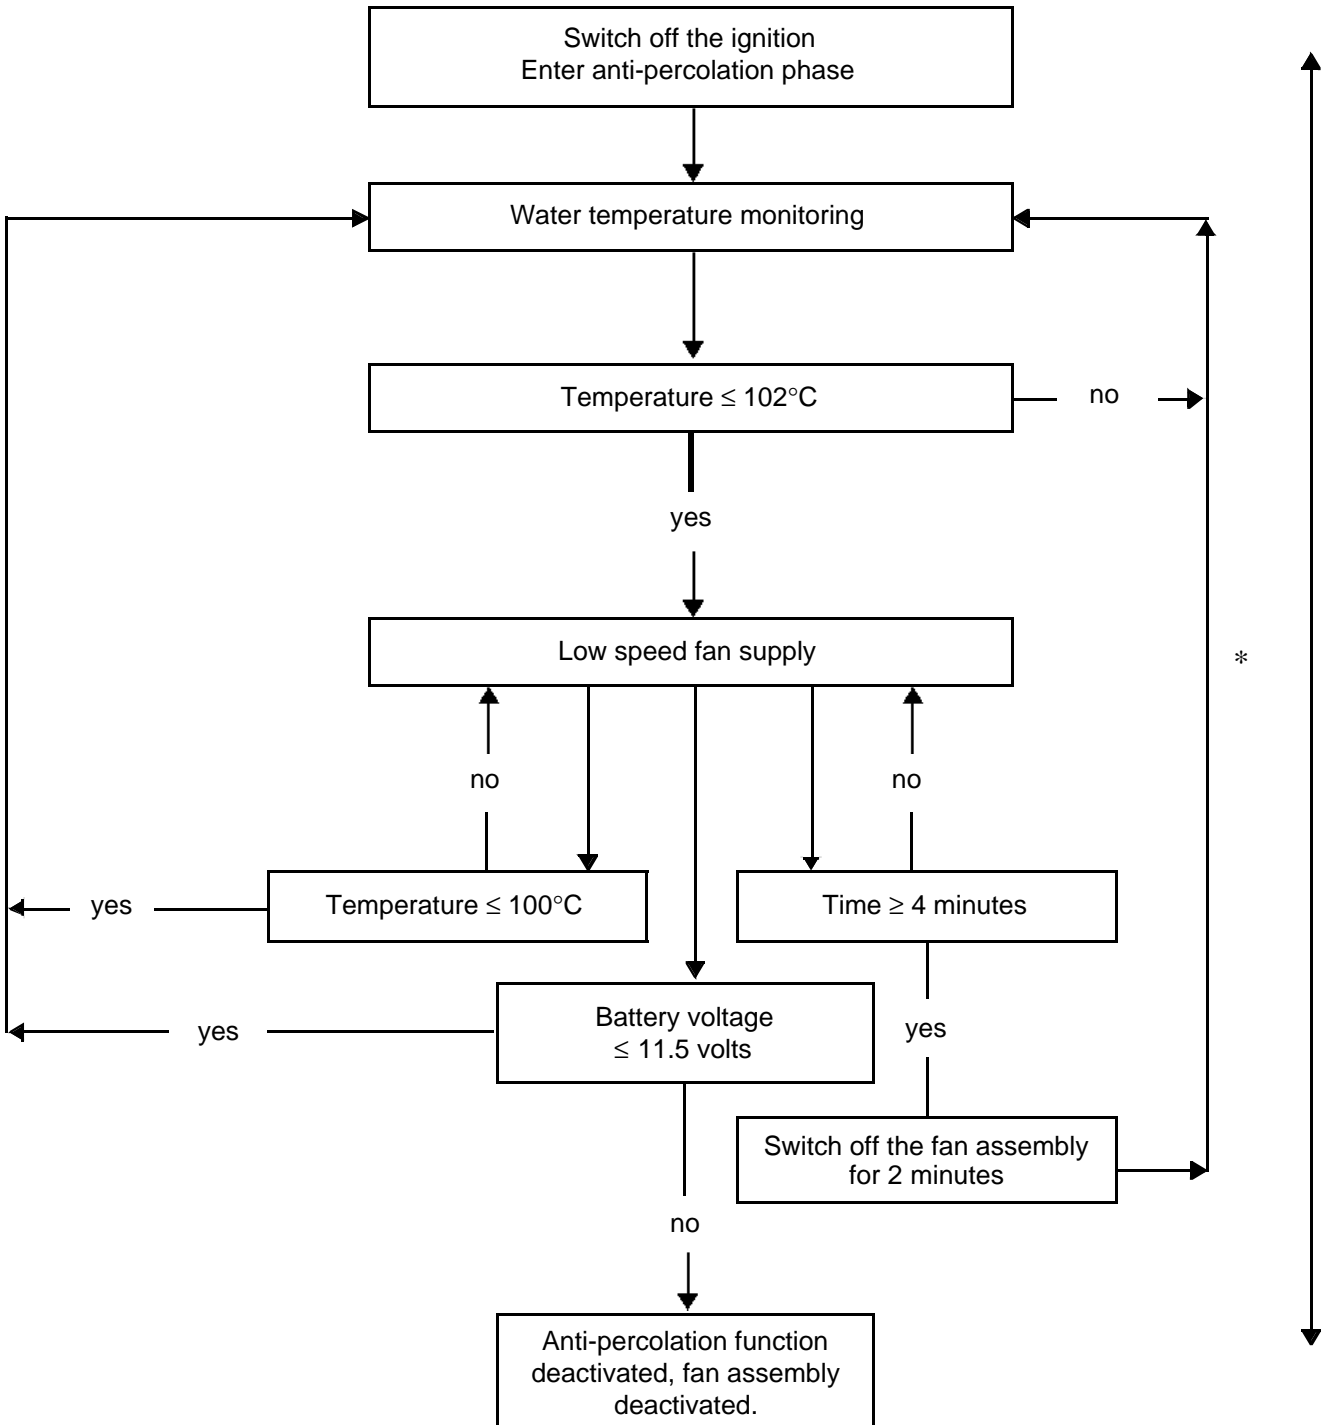 Switch off the ignition
Enter anti-percolation phase
Water temperature monitoring
Temperature ≤ 102°C
no
yes
Low speed fan supply
*
no
no
yes
Temperature ≤ 100°C
Time ≥ 4 minutes
yes
Battery voltage
≤ 11.5 volts
yes
Switch off the fan assembly
for 2 minutes
no
Anti-percolation function
deactivated, fan assembly
deactivated.